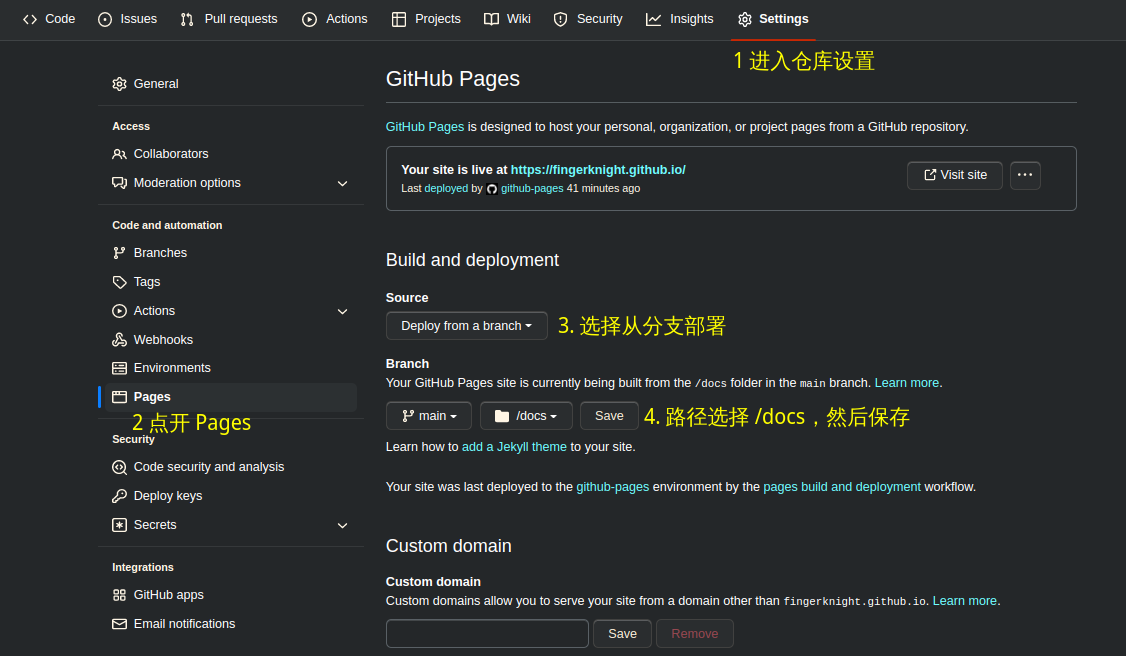 Code Issues Pull requests Actions Projects Wiki Security Insights Settings
1 进入仓库设置
General
Access
Collaborators
Moderation options
Code and automation
Branches
Tags
Actions
Webhooks
Environments
Pages
2 点开 Pages
Security
Code security and analysis
Deploy keys
Secrets
Integrations
GitHub apps
Email notifications
GitHub Pages
GitHub Pages is designed to host your personal, organization, or project pages from a GitHub repository.
Your site is live at https://fingerknight.github.io/
Last deployed by github-pages 41 minutes ago
Visit site ···
Build and deployment
Source
Deploy from a branch 3. 选择从分支部署
Branch
Your GitHub Pages site is currently being built from the /docs folder in the main branch. Learn more.
main /docs Save 4. 路径选择 /docs，然后保存
Learn how to add a Jekyll theme to your site.
Your site was last deployed to the github-pages environment by the pages build and deployment workflow.
Custom domain
Custom domain
Custom domains allow you to serve your site from a domain other than fingerknight.github.io. Learn more.
Save Remove